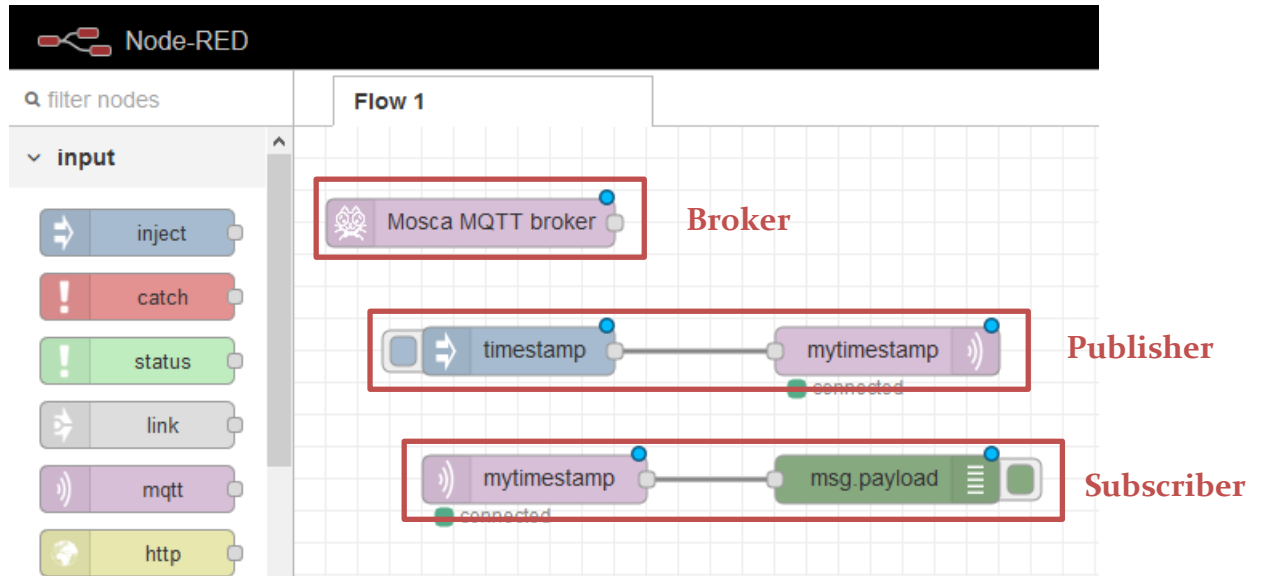 Node-RED
filter nodes
Flow 1
input
inject
catch
status
link
mqtt
http
Mosca MQTT broker
Broker
timestamp
mytimestamp
connected
Publisher
mytimestamp
connected
msg.payload
Subscriber